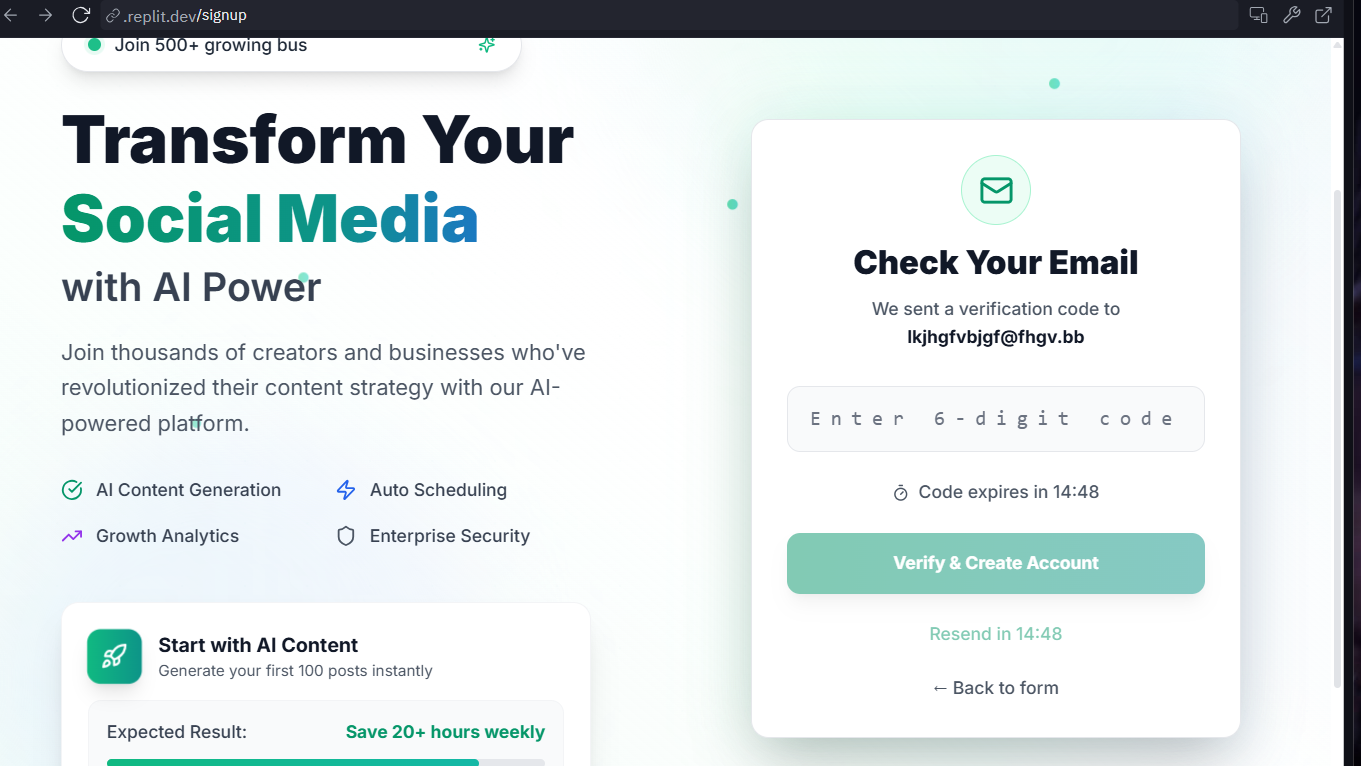 .replit.dev/signup
Join 500+ growing bus
Transform Your
Social Media
with AI Power
Join thousands of creators and businesses who've
revolutionized their content strategy with our AI-
powered platform.
AI Content Generation
Auto Scheduling
Growth Analytics
Enterprise Security
Start with AI Content
Generate your first 100 posts instantly
Expected Result:
Save 20+ hours weekly
Check Your Email
We sent a verification code to
lkjhgfvbjgf@fhgv.bb
Enter 6-digit code
Code expires in 14:48
Verify & Create Account
Resend in 14:48
← Back to form